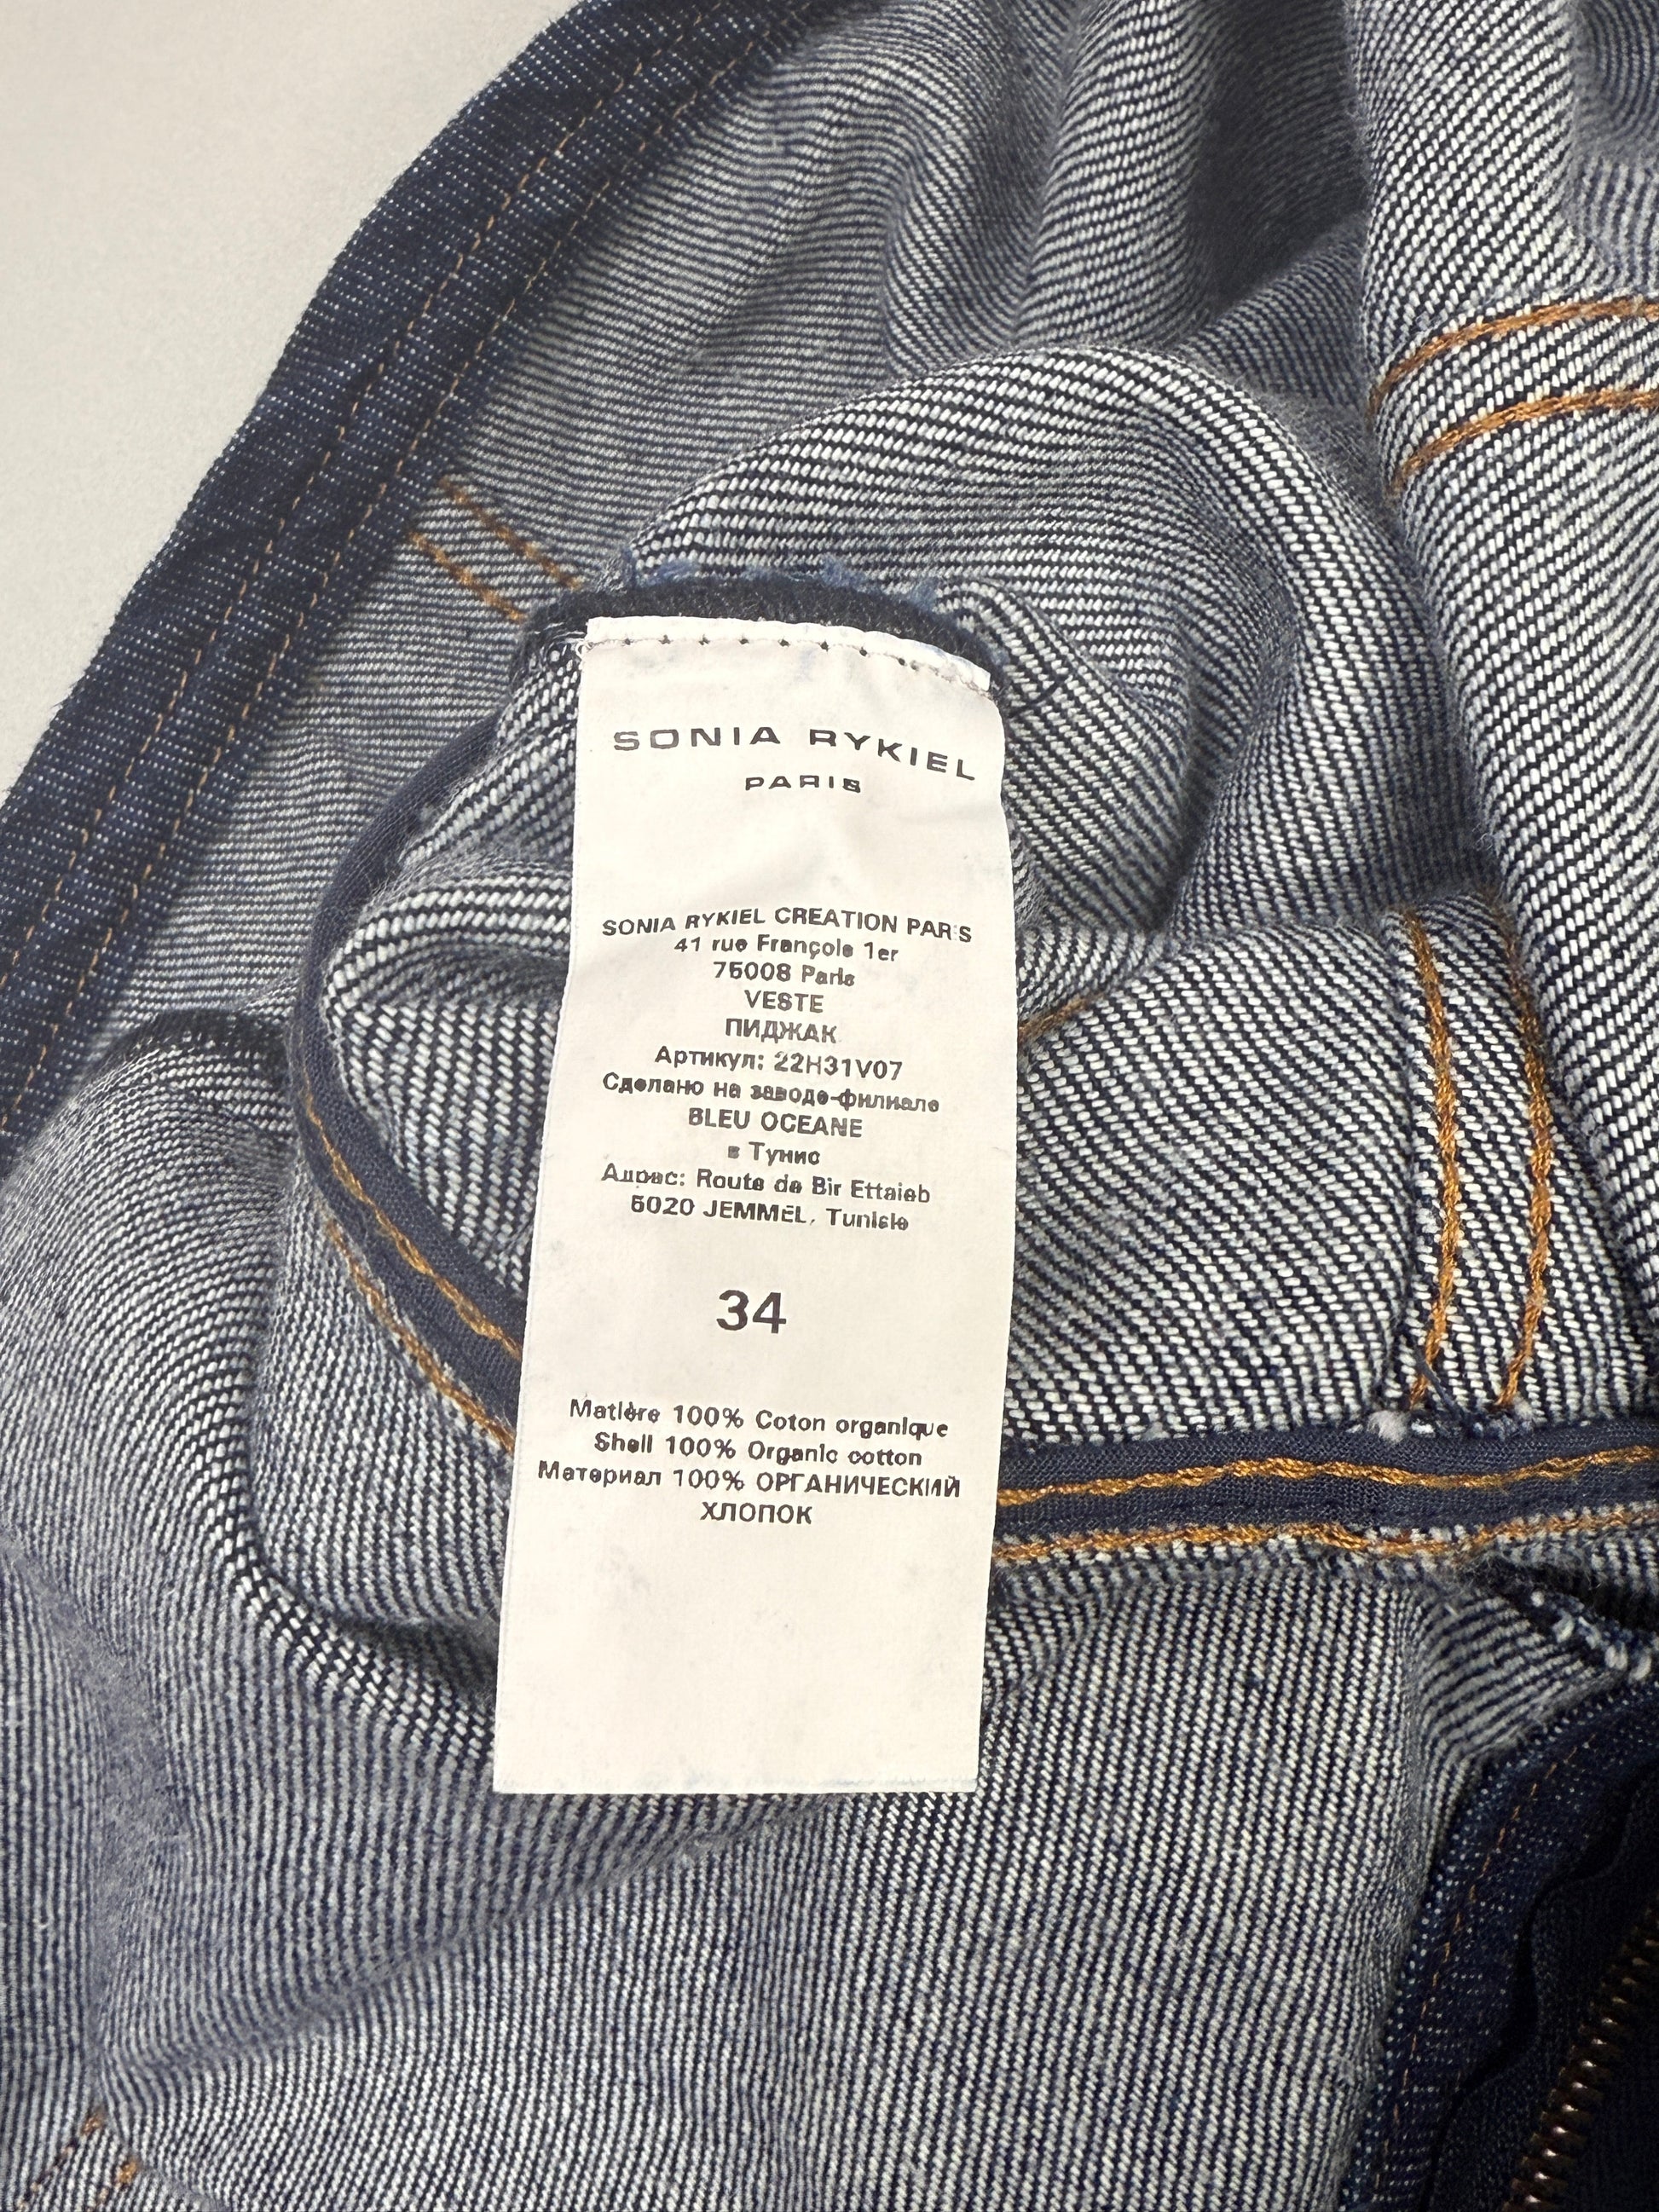 SONIA RYKIEL
PARIS
SONIA RYKIEL CREATION PARIS
41 rue Françole 1er
75008 Paris
VESTE
ПИДЖАК
Артикул: 22H31V07
Сделано на заводе-филиале
BLEU OCEANE
в Тунис
Адрес: Route de Bir Ettaieb
5020 JEMMEL, Tunisie
34
Matière 100% Coton organique
Shell 100% Organic cotton
Материал 100% ОРГАНИЧЕСКИЙ
ХЛОПОК